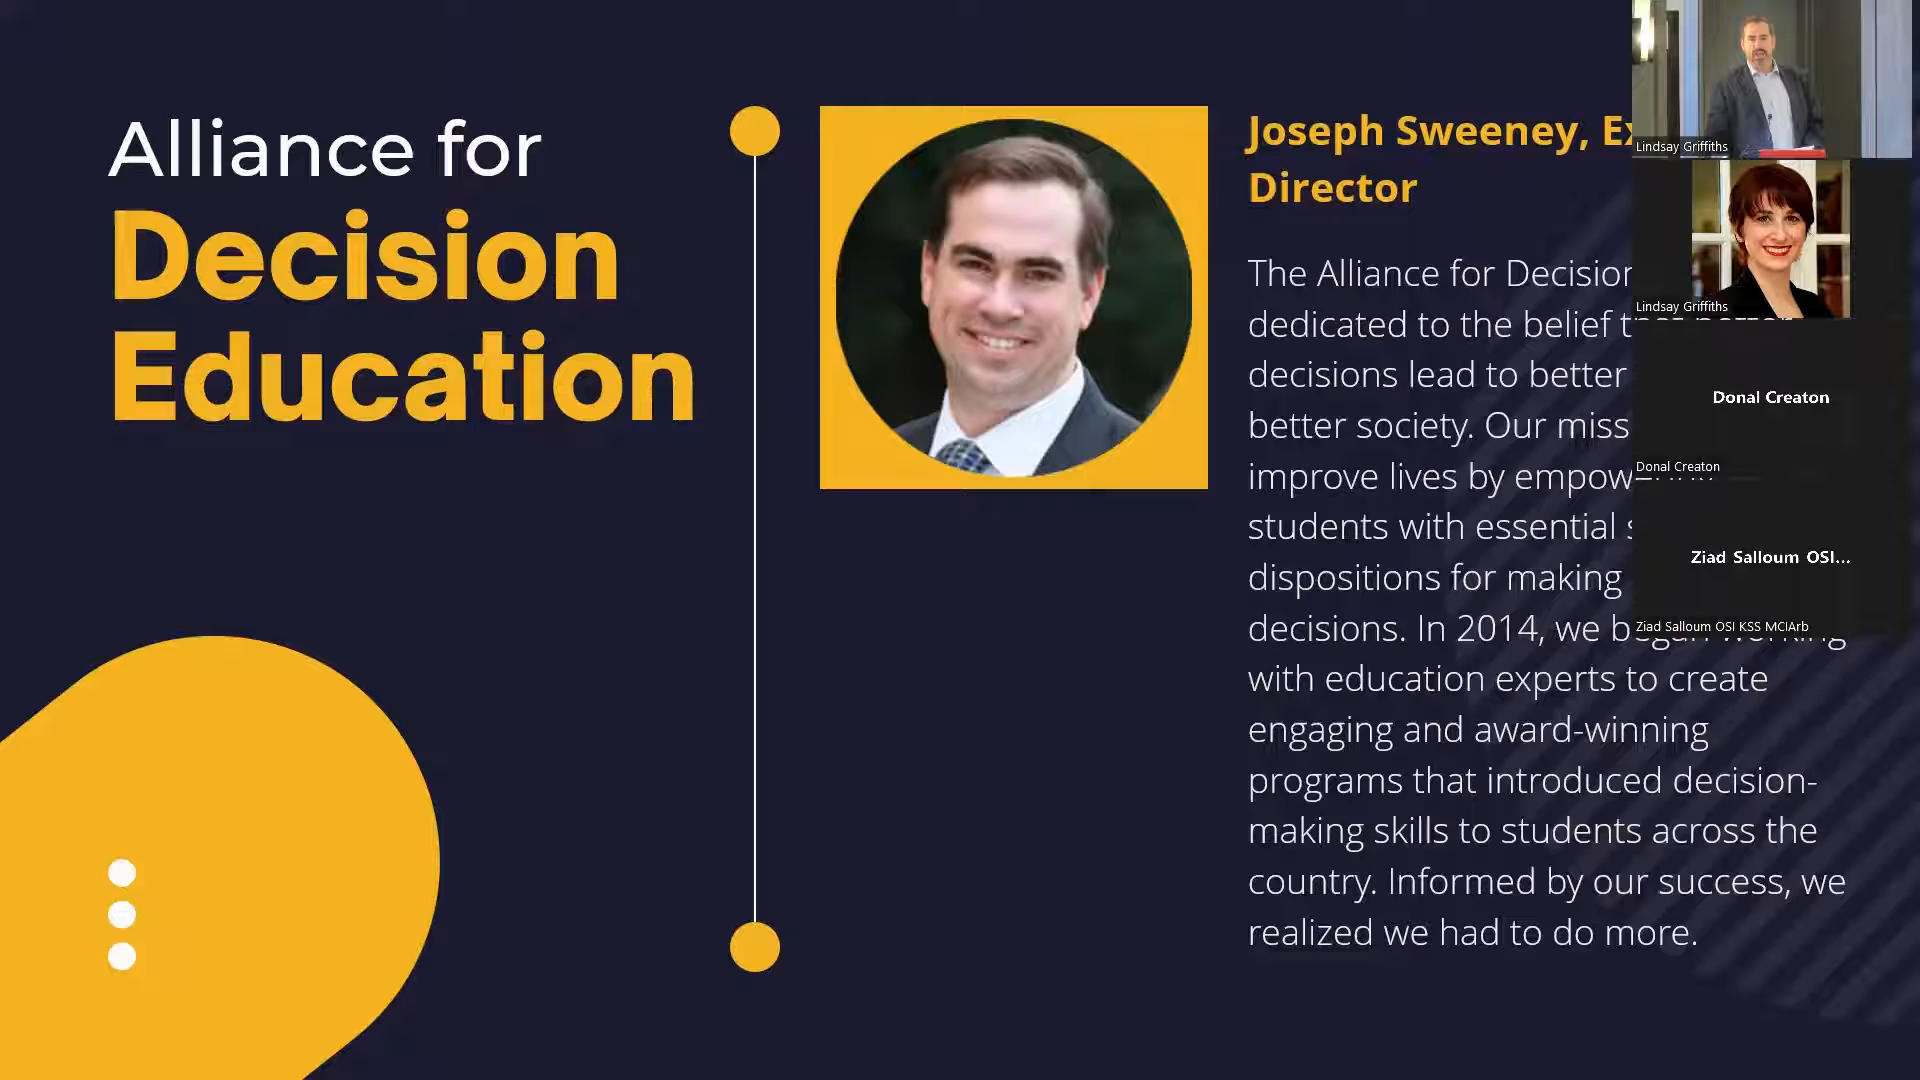 Alliance for
Decision
Education
Joseph Sweeney,
Director
The Alliance for
dedicated to the belief
decisions lead to better
better society. Our
improve lives by
students with essential
dispositions for making
decisions. In 2014, we began working
with education experts to create
engaging and award-winning
programs that introduced decision-
making skills to students across the
country. Informed by our success, we
realized we had to do more.
Lindsay Griffiths
Lindsay Griffiths
Donal Creaton
Donal Creaton
Ziad Salloum OSI...
Ziad Salloum OSI KSS MCIArb